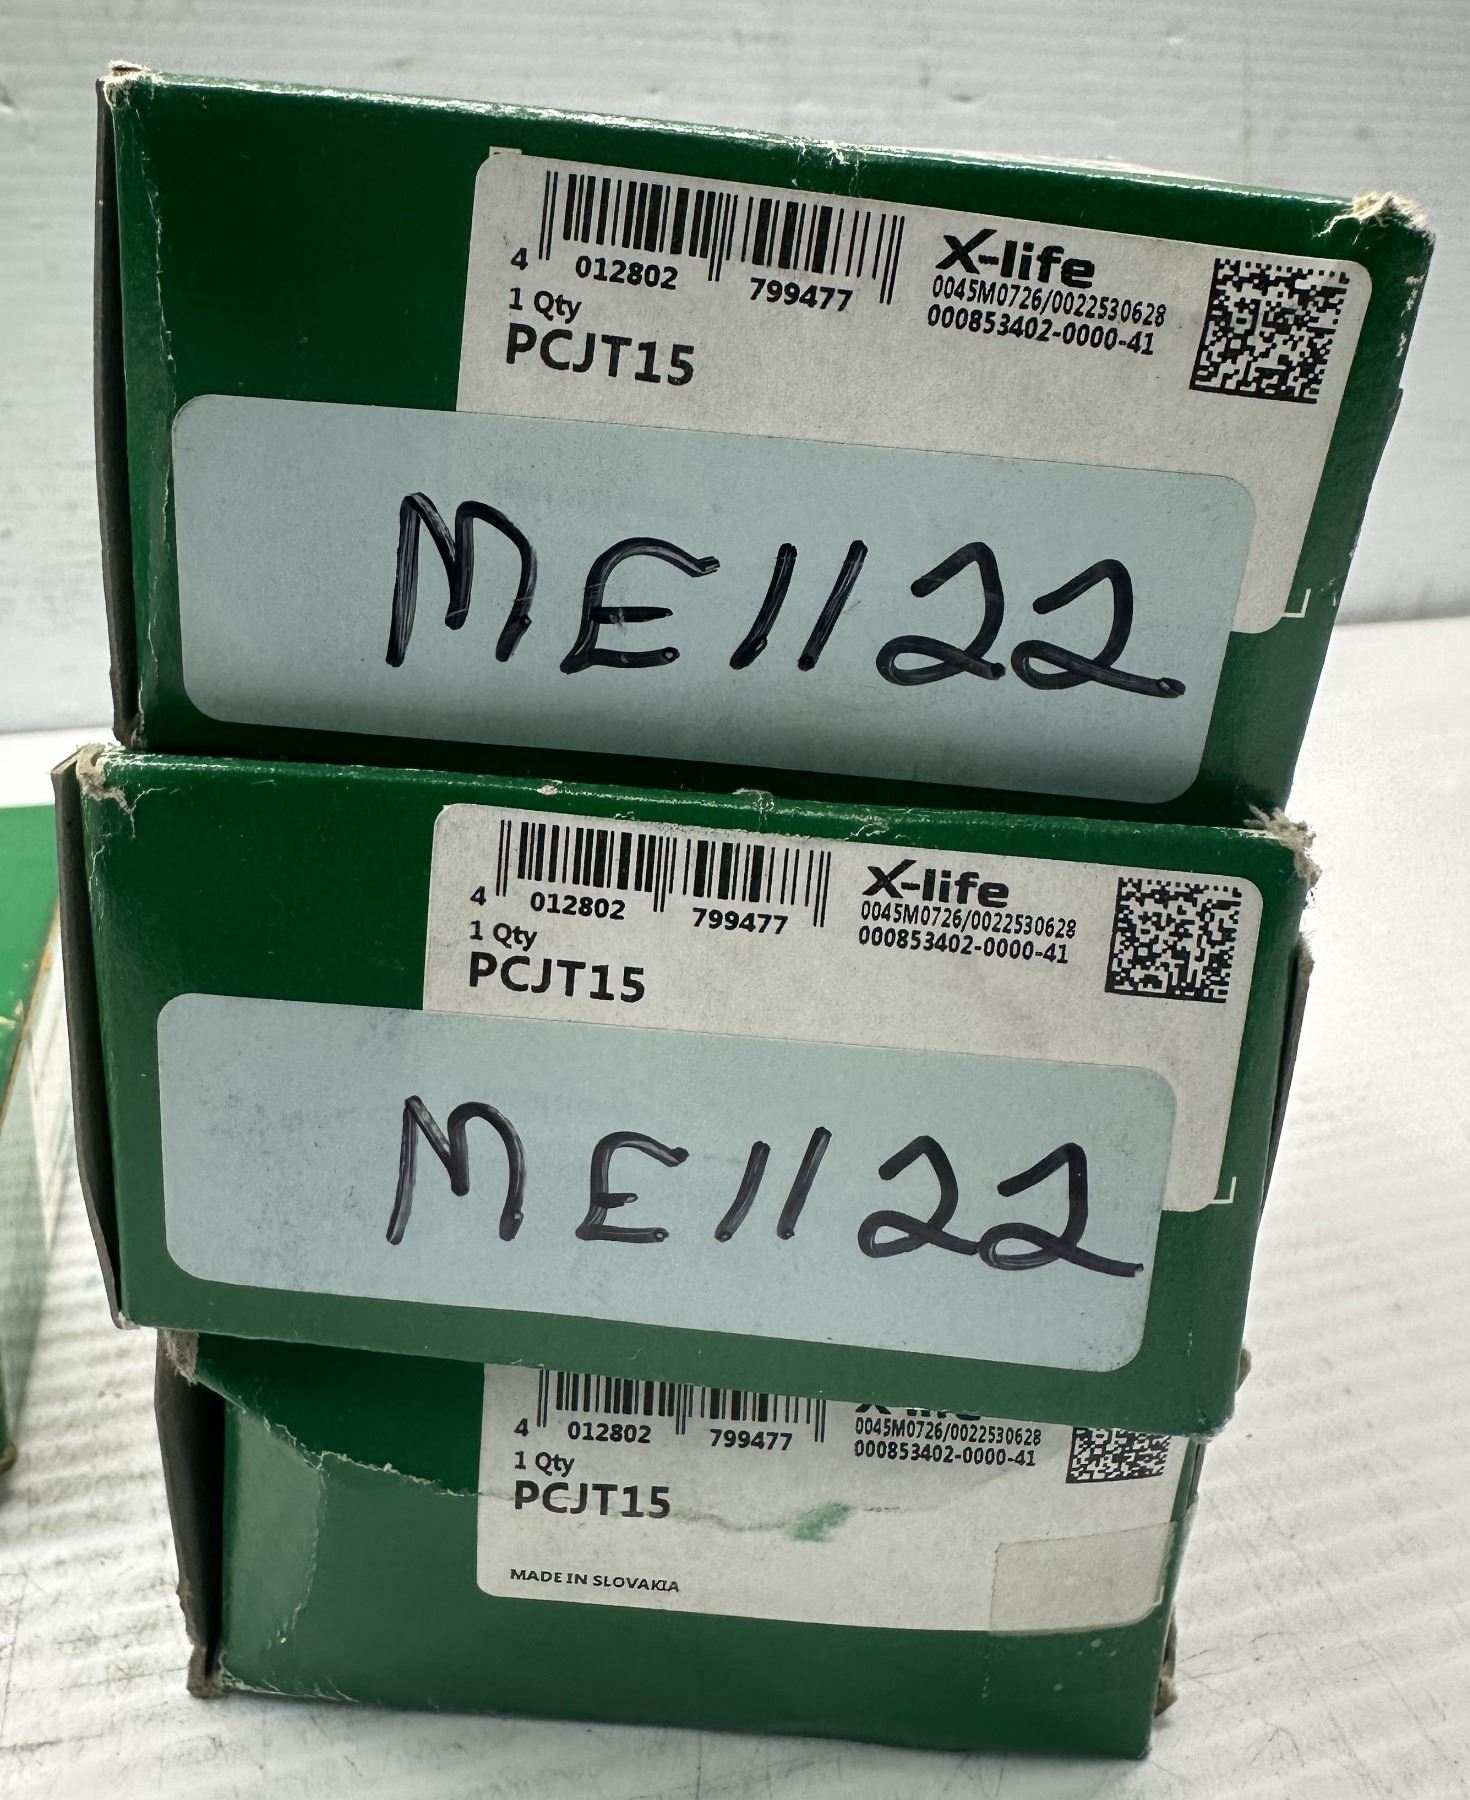 4 012802 799477
X-life
0045M0726/0022530628
000853402-0000-41
1 Qty
PCJT15
ME1122
4 012802 799477
X-life
0045M0726/0022530628
000853402-0000-41
1 Qty
PCJT15
ME1122
4 012802 799477
X-life
0045M0726/0022530628
000853402-0000-41
1 Qty
PCJT15
MADE IN SLOVAKIA